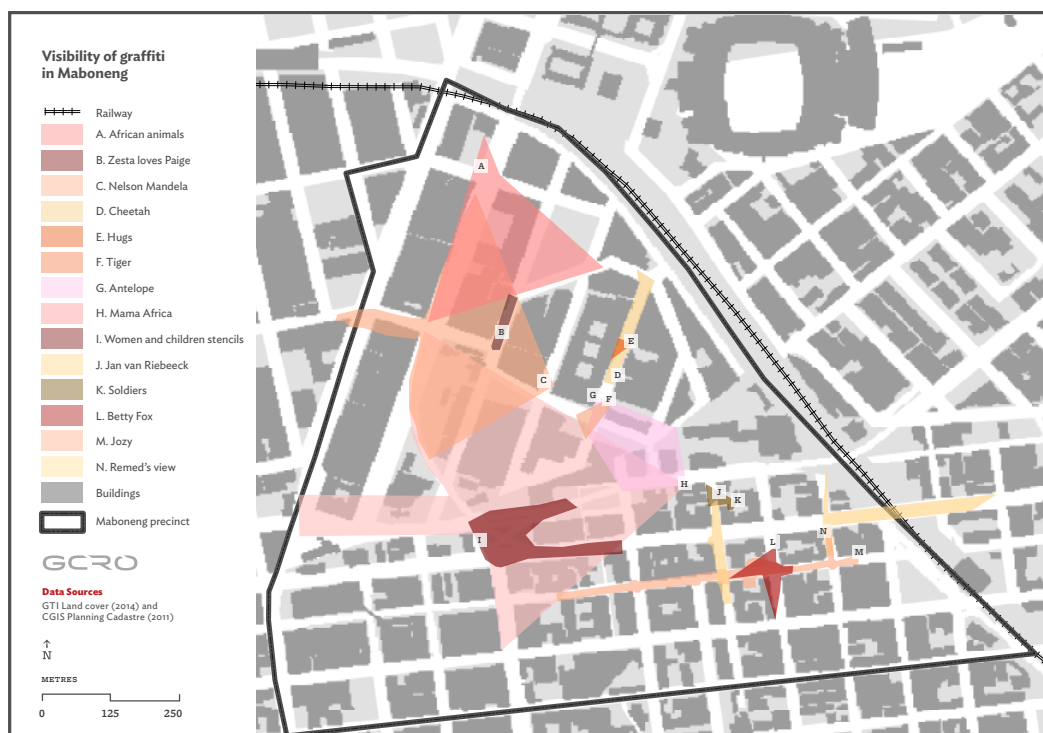 Visibility of graffiti
in Maboneng
Railway
A. African animals
B. Zesta loves Paige
C. Nelson Mandela
D. Cheetah
E. Hugs
F. Tiger
G. Antelope
H. Mama Africa
I. Women and children stencils
J. Jan van Riebeeck
K. Soldiers
L. Betty Fox
M. Jozy
N. Remed's view
Buildings
Maboneng precinct
GCRO
Data Sources
GTI Land cover (2014) and
CGIS Planning Cadastre (2011)
N
METRES
0 125 250
A
B
E
D
C
G F
H
J
K
N
I
L
M